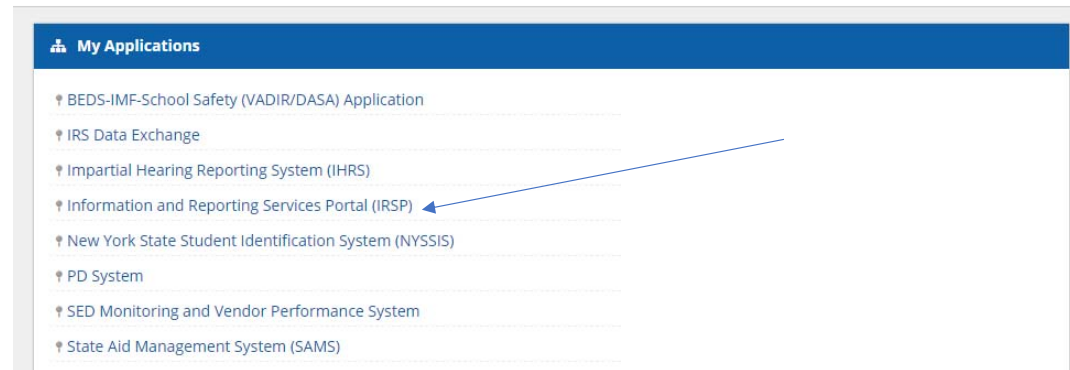 My Applications
BEDS-IMF-School Safety (VADIR/DASA) Application
IRS Data Exchange
Impartial Hearing Reporting System (IHRS)
Information and Reporting Services Portal (IRSP)
New York State Student Identification System (NYSSIS)
PD System
SED Monitoring and Vendor Performance System
State Aid Management System (SAMS)